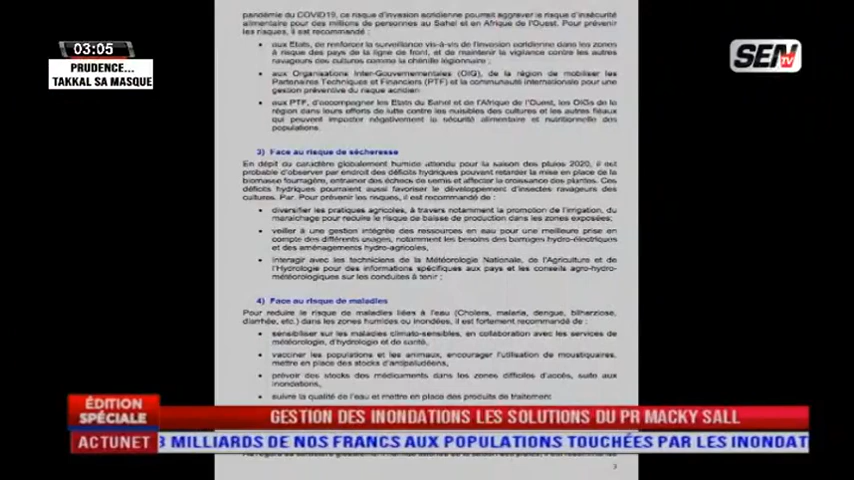 pandémie du COVID19, ce risque d'invasion acridienne pourrait aggraver le risque d'insécurité
alimentaire pour des millions de personnes au Sahel et en Afrique de l'Ouest. Pour prévenir
les risques, il est recommandé :
• aux Etats, de renforcer la surveillance vis-à-vis de l'invasion acridienne dans les zones
à risque des pays de la ligne de front, et de maintenir la vigilance contre les autres
ravageurs des cultures comme la chenille légionnaire ;
• aux Organisations Inter-Gouvernementales (OIG), de la région de mobiliser les
Partenaires Techniques et Financiers (PTF) et la communauté internationale pour une
gestion préventive du risque acridien
• aux PTF, d'accompagner les Etats du Sahel et de l'Afrique de l'Ouest, les OIGs de la
région dans leurs efforts de lutte contre les nuisibles des cultures et les autres fléaux
qui peuvent impacter négativement la sécurité alimentaire et nutritionnelle des
populations.
3) Face au risque de sécheresse
En dépit du caractère globalement humide attendu pour la saison des pluies 2020, il est
probable d'observer par endroit des déficits hydriques pouvant retarder la mise en place de la
biomasse fourragère, entrainer des échecs de semis et affecter la croissance des plantes. Ces
déficits hydriques pourraient aussi favoriser le développement d'insectes ravageurs des
cultures. Par. Pour prévenir les risques, il est recommandé de :
• diversifier les pratiques agricoles, à travers notamment la promotion de l'irrigation, du
maraîchage pour réduire le risque de baisse de production dans les zones exposées;
• veiller à une gestion intégrée des ressources en eau pour une meilleure prise en
compte des différents usages, notamment les besoins des barrages hydro-électriques
et des aménagements hydro-agricoles,
• interagir avec les techniciens de la Météorologie Nationale, de l'Agriculture et de
l'Hydrologie pour des informations spécifiques aux pays et les conseils agro-hydro-
météorologiques sur les conduites à tenir ;
4) Face au risque de maladies
Pour réduire le risque de maladies liées à l'eau (Cholera, malaria, dengue, bilharziose,
diarrhée, etc.) dans les zones humides ou inondées, il est fortement recommandé de :
• sensibiliser sur les maladies climato-sensibles, en collaboration avec les services de
météorologie, d'hydrologie et de santé,
• vacciner les populations et les animaux, encourager l'utilisation de moustiquaires,
mettre en place des stocks d'antipaludéens,
• prévoir des stocks des médicaments dans les zones difficiles d'accès, suite aux
inondations,
• suivre la qualité de l'eau et mettre en place des produits de traitement
3
03:05
PRUDENCE...
TAKKAL SA MASQUE
SEN TV
ÉDITION
SPÉCIALE
GESTION DES INONDATIONS LES SOLUTIONS DU PR MACKY SALL
ACTUNET
3 MILLIARDS DE NOS FRANCS AUX POPULATIONS TOUCHÉES PAR LES INONDAT